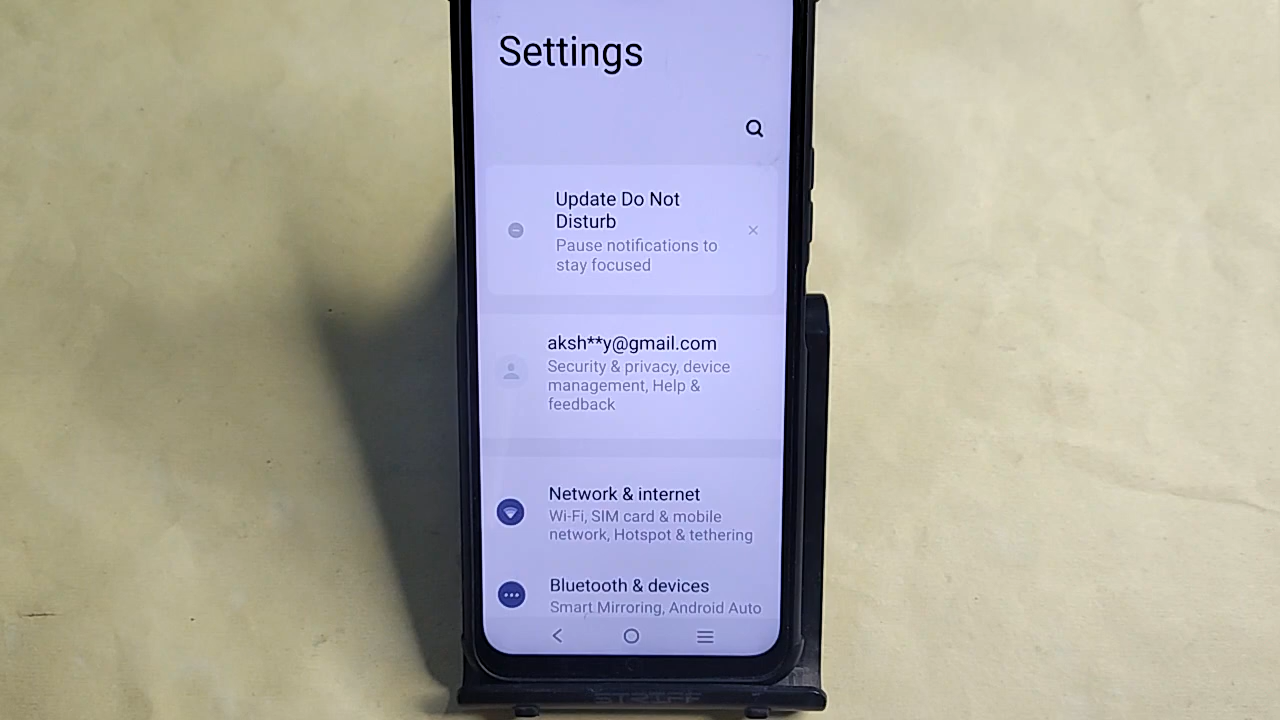 Settings
Update Do Not
Disturb
Pause notifications to
stay focused
aksh**y@gmail.com
Security & privacy, device
management, Help &
feedback
Network & internet
Wi-Fi, SIM card & mobile
network, Hotspot & tethering
Bluetooth & devices
Smart Mirroring, Android Auto
STRIFF